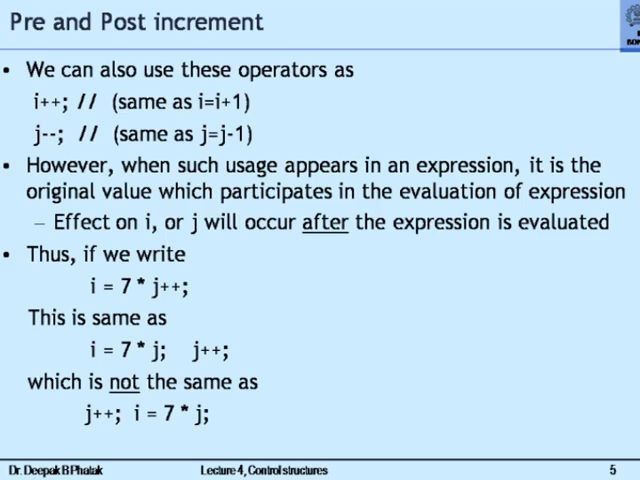 Pre and Post increment
• We can also use these operators as
i++; // (same as i=i+1)
j--; // (same as j=j-1)
• However, when such usage appears in an expression, it is the
original value which participates in the evaluation of expression
– Effect on i, or j will occur after the expression is evaluated
• Thus, if we write
i = 7 * j++;
This is same as
i = 7 * j; j++;
which is not the same as
j++; i = 7 * j;
Dr. Deepak B Phatak Lecture 4, Control structures 5